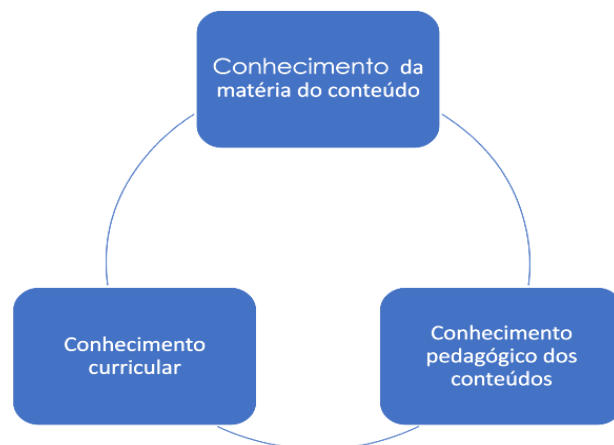 Conhecimento da
matéria do conteúdo
Conhecimento
curricular
Conhecimento
pedagógico dos
conteúdos